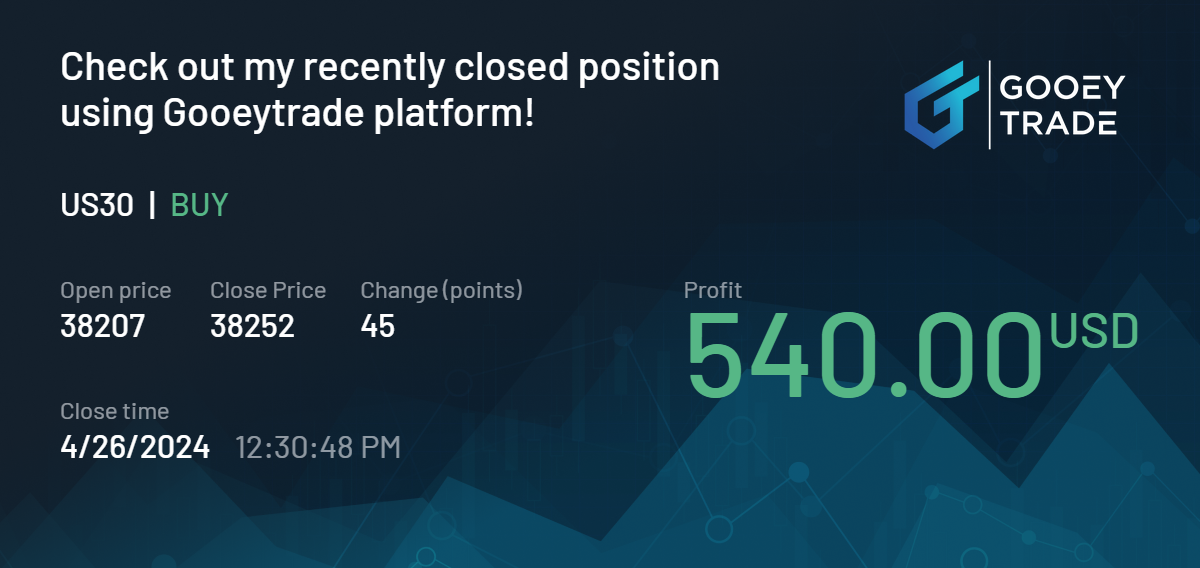 Check out my recently closed position
using Gooeytrade platform!
GOOEY
TRADE
US30 | BUY
Open price Close Price Change (points)
38207 38252 45
Profit
540.00 USD
Close time
4/26/2024 12:30:48 PM